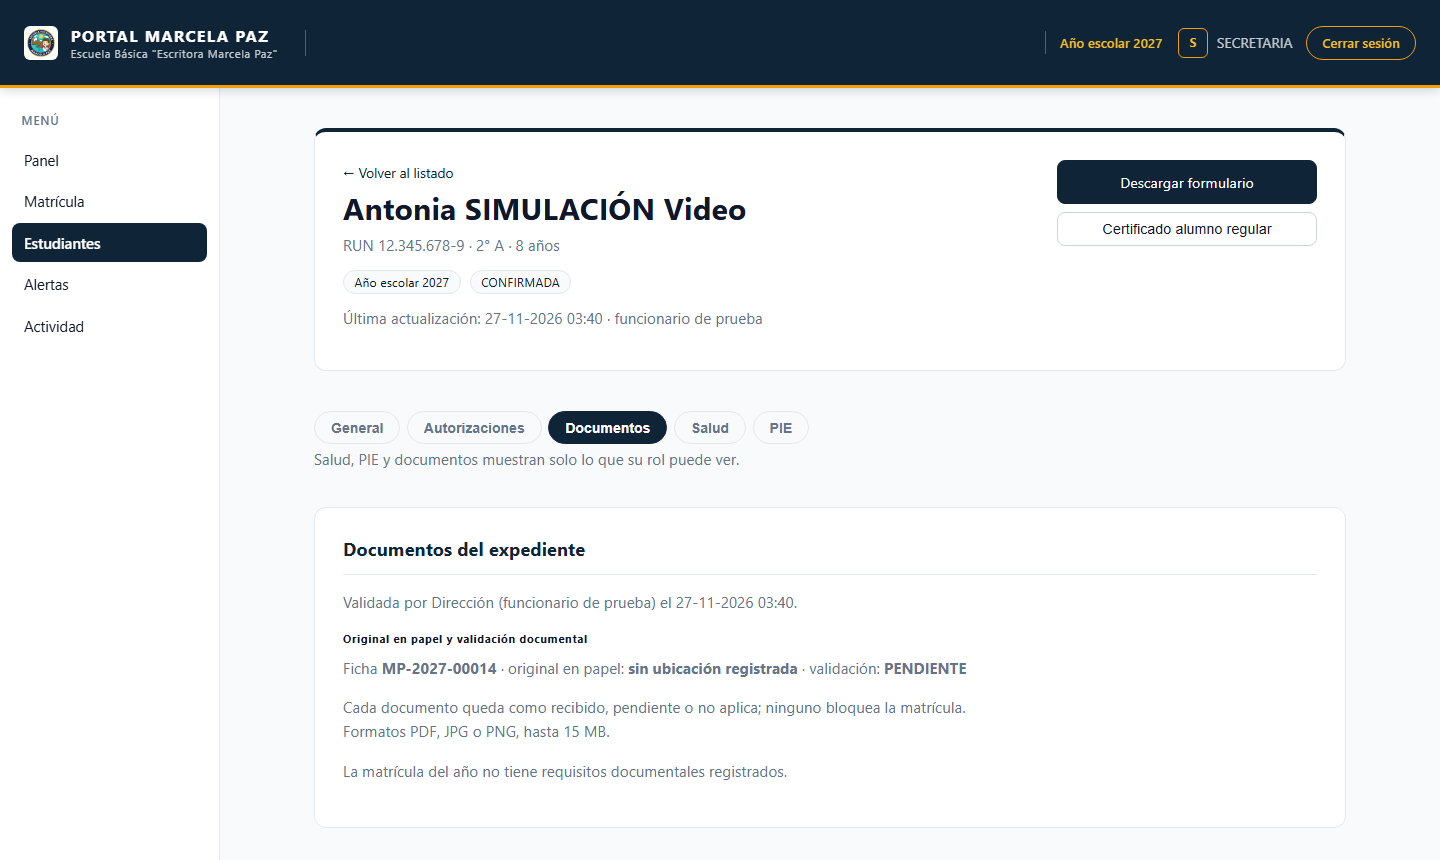 PORTAL MARCELA PAZ
Escuela Básica "Escritora Marcela Paz"
Año escolar 2027
S
SECRETARIA
Cerrar sesión
MENÚ
Panel
Matrícula
Estudiantes
Alertas
Actividad
← Volver al listado
Antonia SIMULACIÓN Video
RUN 12.345.678-9 · 2° A · 8 años
Año escolar 2027
CONFIRMADA
Última actualización: 27-11-2026 03:40 · funcionario de prueba
Descargar formulario
Certificado alumno regular
General
Autorizaciones
Documentos
Salud
PIE
Salud, PIE y documentos muestran solo lo que su rol puede ver.
Documentos del expediente
Validada por Dirección (funcionario de prueba) el 27-11-2026 03:40.
Original en papel y validación documental
Ficha MP-2027-00014 · original en papel: sin ubicación registrada · validación: PENDIENTE
Cada documento queda como recibido, pendiente o no aplica; ninguno bloquea la matrícula.
Formatos PDF, JPG o PNG, hasta 15 MB.
La matrícula del año no tiene requisitos documentales registrados.